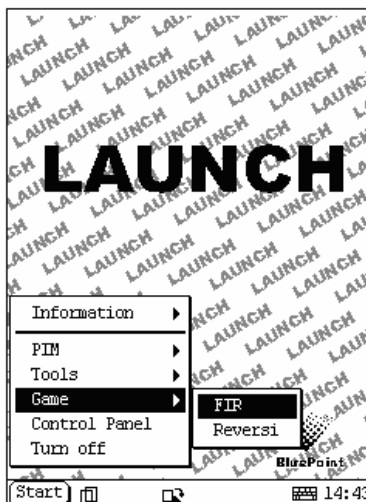 LAUNCH
Information
PIM
Tools
Game
Control Panel
Turn off
FIR
Reversi
BluePoint
Start
14:43